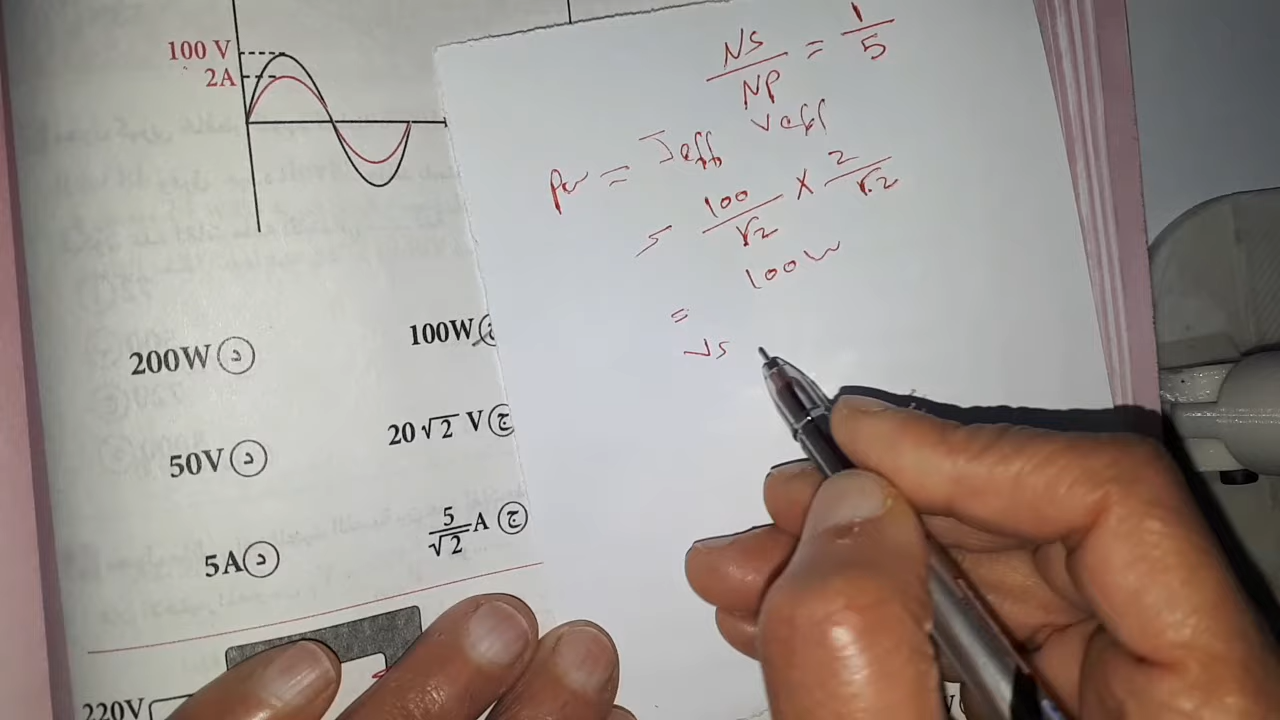 100 V
2A
200W د
100W
50V د
20√2 V ج
5A د
5/√2 A ج
220V
Ns/NP = 1/5
Pw = Ieff Veff
= 100/√2 × 2/√2
100W
=
Vs